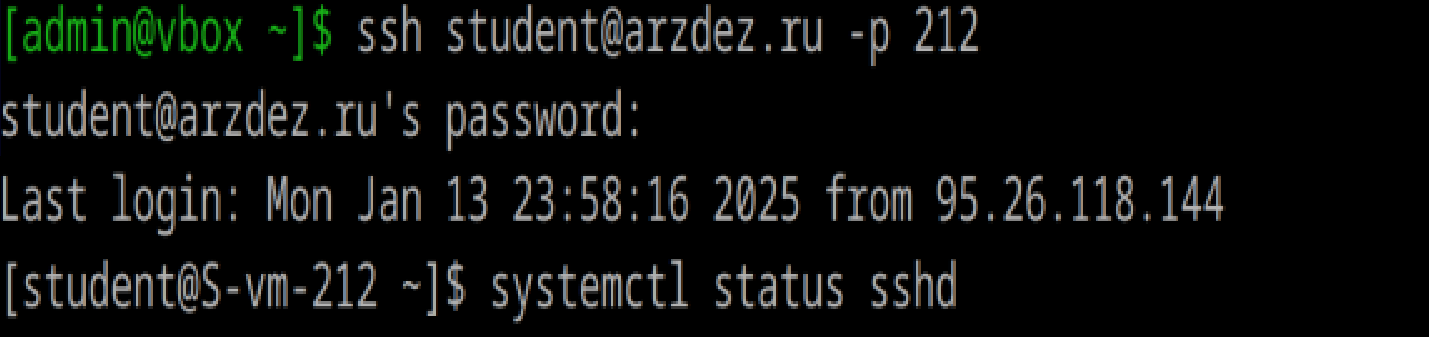 [admin@vbox ~]$ ssh student@arzdez.ru -p 212
student@arzdez.ru's password:
Last login: Mon Jan 13 23:58:16 2025 from 95.26.118.144
[student@S-vm-212 ~]$ systemctl status sshd